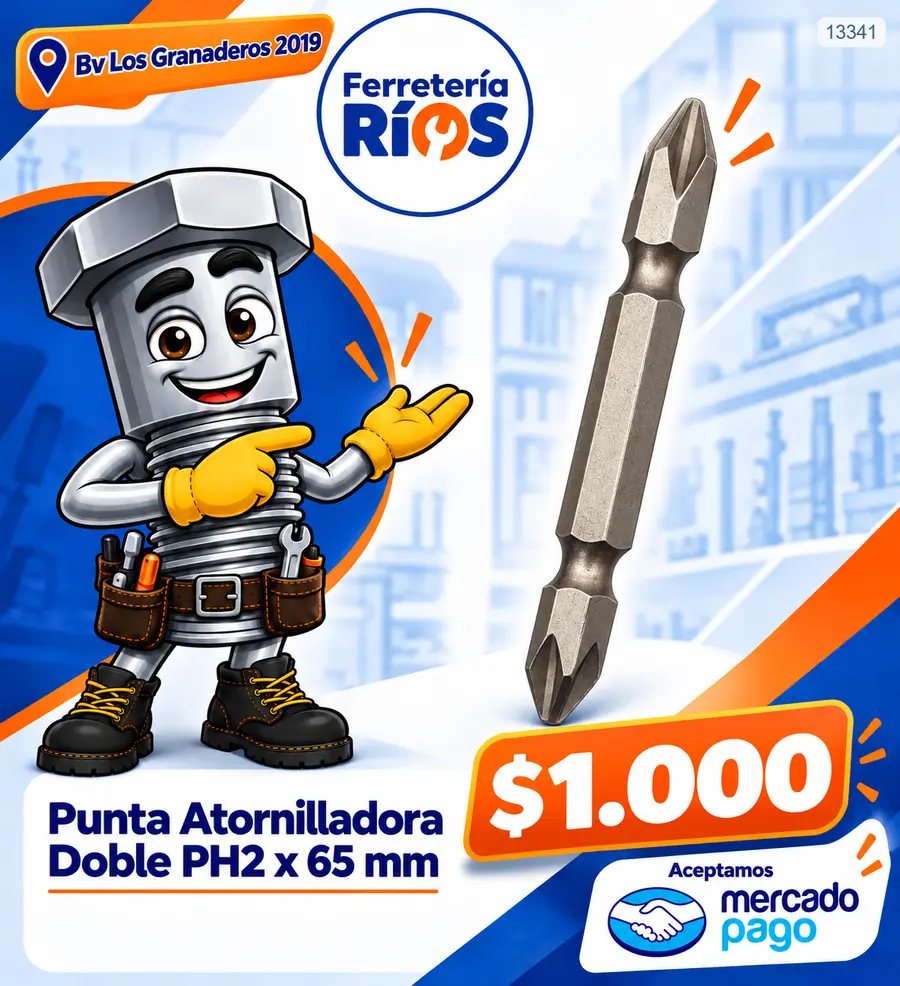 Bv Los Granaderos 2019
Ferretería
RÍOS
13341
Punta Atornilladora
Doble PH2 x 65 mm
$1.000
Aceptamos
mercado
pago